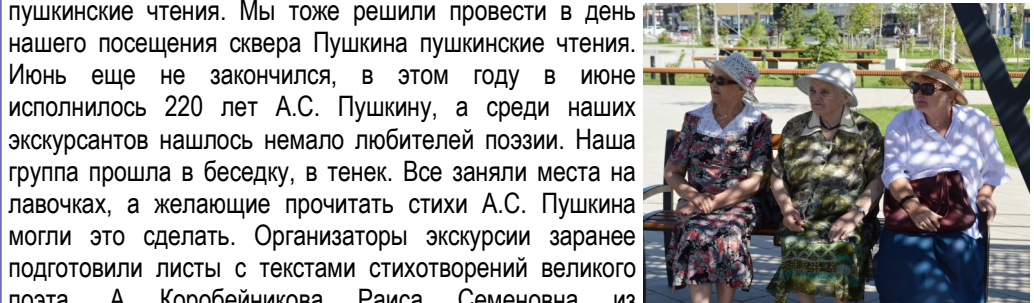 пушкинские чтения. Мы тоже решили провести в день
нашего посещения сквера Пушкина пушкинские чтения.
Июнь еще не закончился, в этом году в июне
исполнилось 220 лет А.С. Пушкину, а среди наших
экскурсантов нашлось немало любителей поэзии. Наша
группа прошла в беседку, в тенек. Все заняли места на
лавочках, а желающие прочитать стихи А.С. Пушкина
могли это сделать. Организаторы экскурсии заранее
подготовили листы с текстами стихотворений великого
поэта. А Коробейникова Раиса Семеновна из